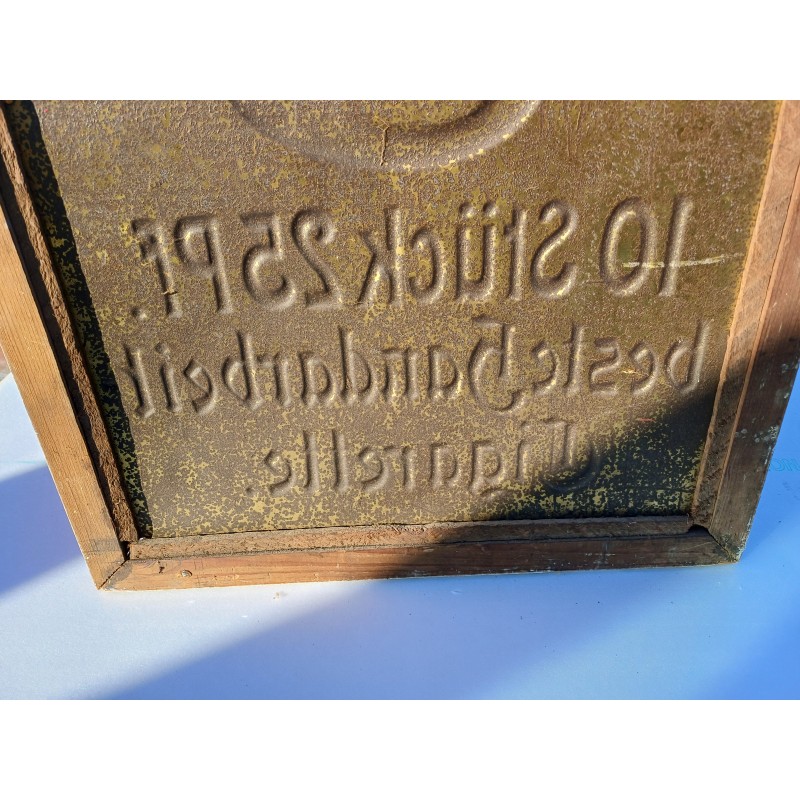 10 Stück 25 Pf.
beste Handarbeit
Cigarette.